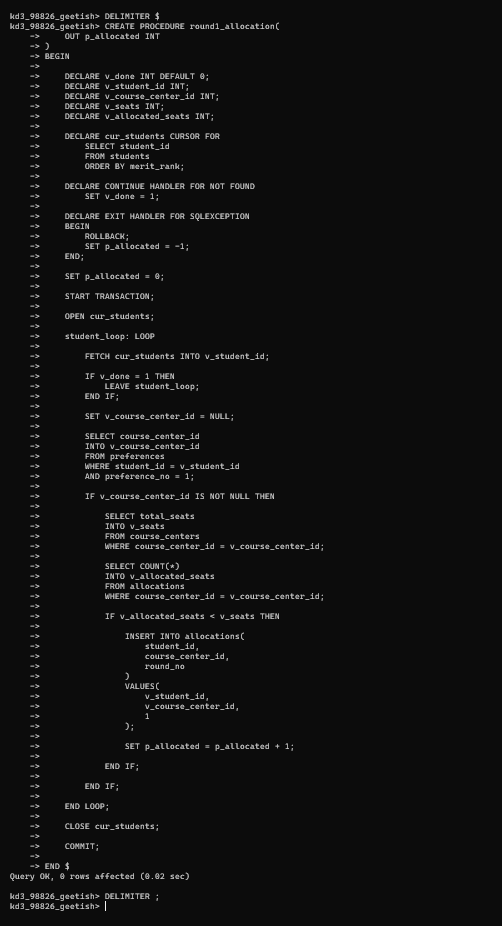 kd3_98826_geetish> DELIMITER $
kd3_98826_geetish> CREATE PROCEDURE round1_allocation(
    ->     OUT p_allocated INT
    -> )
    -> BEGIN
    ->
    ->     DECLARE v_done INT DEFAULT 0;
    ->     DECLARE v_student_id INT;
    ->     DECLARE v_course_center_id INT;
    ->     DECLARE v_seats INT;
    ->     DECLARE v_allocated_seats INT;
    ->
    ->     DECLARE cur_students CURSOR FOR
    ->         SELECT student_id
    ->         FROM students
    ->         ORDER BY merit_rank;
    ->
    ->     DECLARE CONTINUE HANDLER FOR NOT FOUND
    ->         SET v_done = 1;
    ->
    ->     DECLARE EXIT HANDLER FOR SQLEXCEPTION
    ->     BEGIN
    ->         ROLLBACK;
    ->         SET p_allocated = -1;
    ->     END;
    ->
    ->     SET p_allocated = 0;
    ->
    ->     START TRANSACTION;
    ->
    ->     OPEN cur_students;
    ->
    ->     student_loop: LOOP
    ->
    ->         FETCH cur_students INTO v_student_id;
    ->
    ->         IF v_done = 1 THEN
    ->             LEAVE student_loop;
    ->         END IF;
    ->
    ->         SET v_course_center_id = NULL;
    ->
    ->         SELECT course_center_id
    ->         INTO v_course_center_id
    ->         FROM preferences
    ->         WHERE student_id = v_student_id
    ->         AND preference_no = 1;
    ->
    ->         IF v_course_center_id IS NOT NULL THEN
    ->
    ->             SELECT total_seats
    ->             INTO v_seats
    ->             FROM course_centers
    ->             WHERE course_center_id = v_course_center_id;
    ->
    ->             SELECT COUNT(*)
    ->             INTO v_allocated_seats
    ->             FROM allocations
    ->             WHERE course_center_id = v_course_center_id;
    ->
    ->             IF v_allocated_seats < v_seats THEN
    ->
    ->                 INSERT INTO allocations(
    ->                     student_id,
    ->                     course_center_id,
    ->                     round_no
    ->                 )
    ->                 VALUES(
    ->                     v_student_id,
    ->                     v_course_center_id,
    ->                     1
    ->                 );
    ->
    ->                 SET p_allocated = p_allocated + 1;
    ->
    ->             END IF;
    ->
    ->         END IF;
    ->
    ->     END LOOP;
    ->
    ->     CLOSE cur_students;
    ->
    ->     COMMIT;
    ->
    -> END $
Query OK, 0 rows affected (0.02 sec)

kd3_98826_geetish> DELIMITER ;
kd3_98826_geetish>